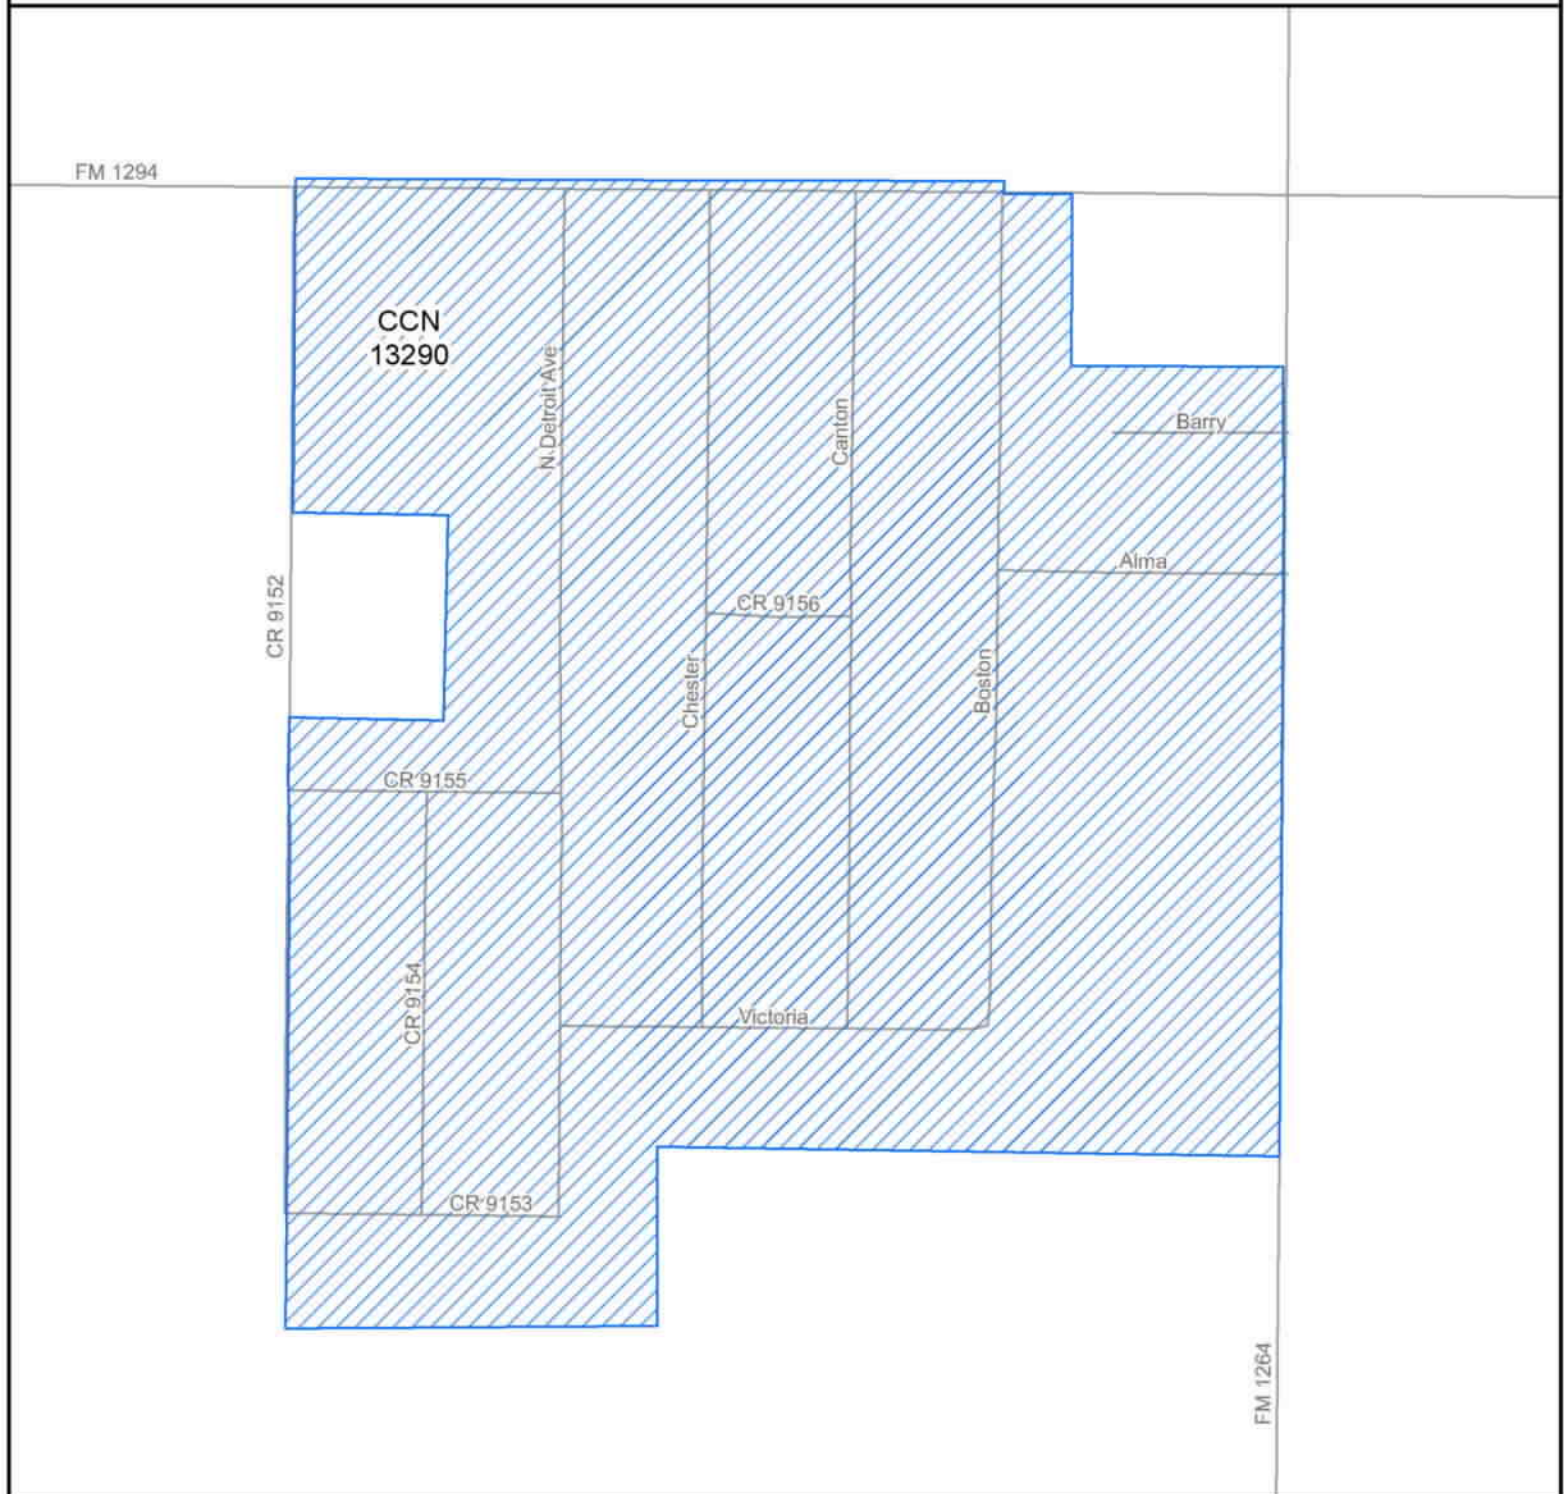 FM 1294
CCN
13290
N Detroit Ave
Canton
Barry
Alma
CR 9152
CR 9156
Chester
Boston
CR 9155
CR 9154
Victoria
CR 9153
FM 1264